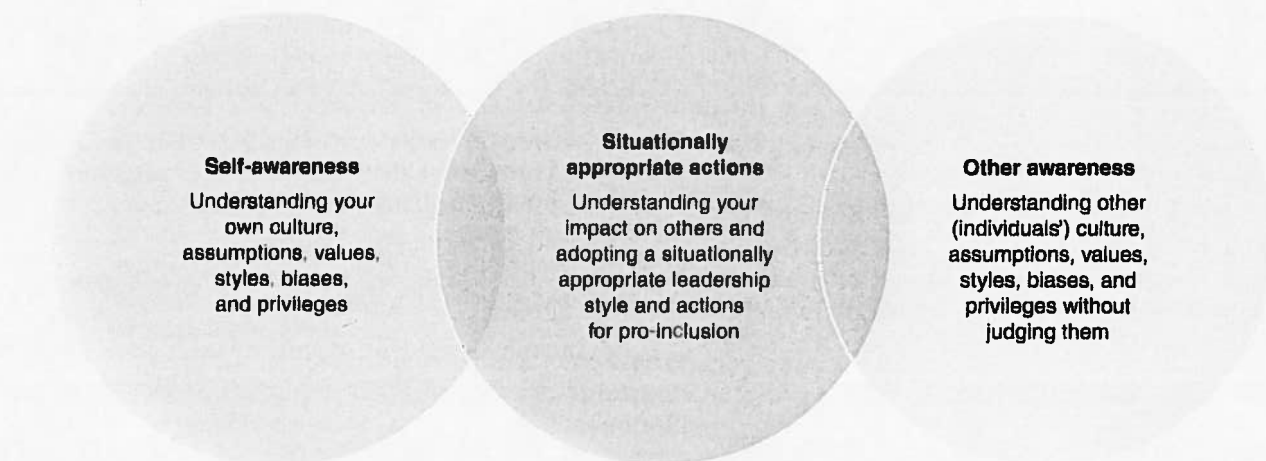 Self-awareness
Understanding your
own culture,
assumptions, values,
styles, biases,
and privileges
Situationally
appropriate actions
Understanding your
impact on others and
adopting a situationally
appropriate leadership
style and actions
for pro-inclusion
Other awareness
Understanding other
(individuals') culture,
assumptions, values,
styles, biases, and
privileges without
judging them